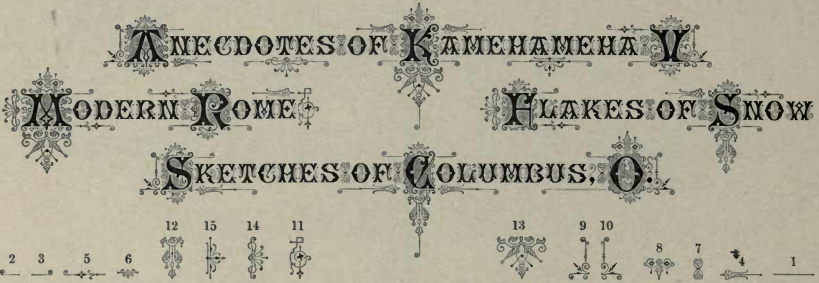 ANECDOTES OF KAMEHAMEHA V
MODERN ROME FLAKES OF SNOW
SKETCHES OF COLUMBUS, O.
12 15 14 11 13 9 10
2 3 5 6 8 7 4 1